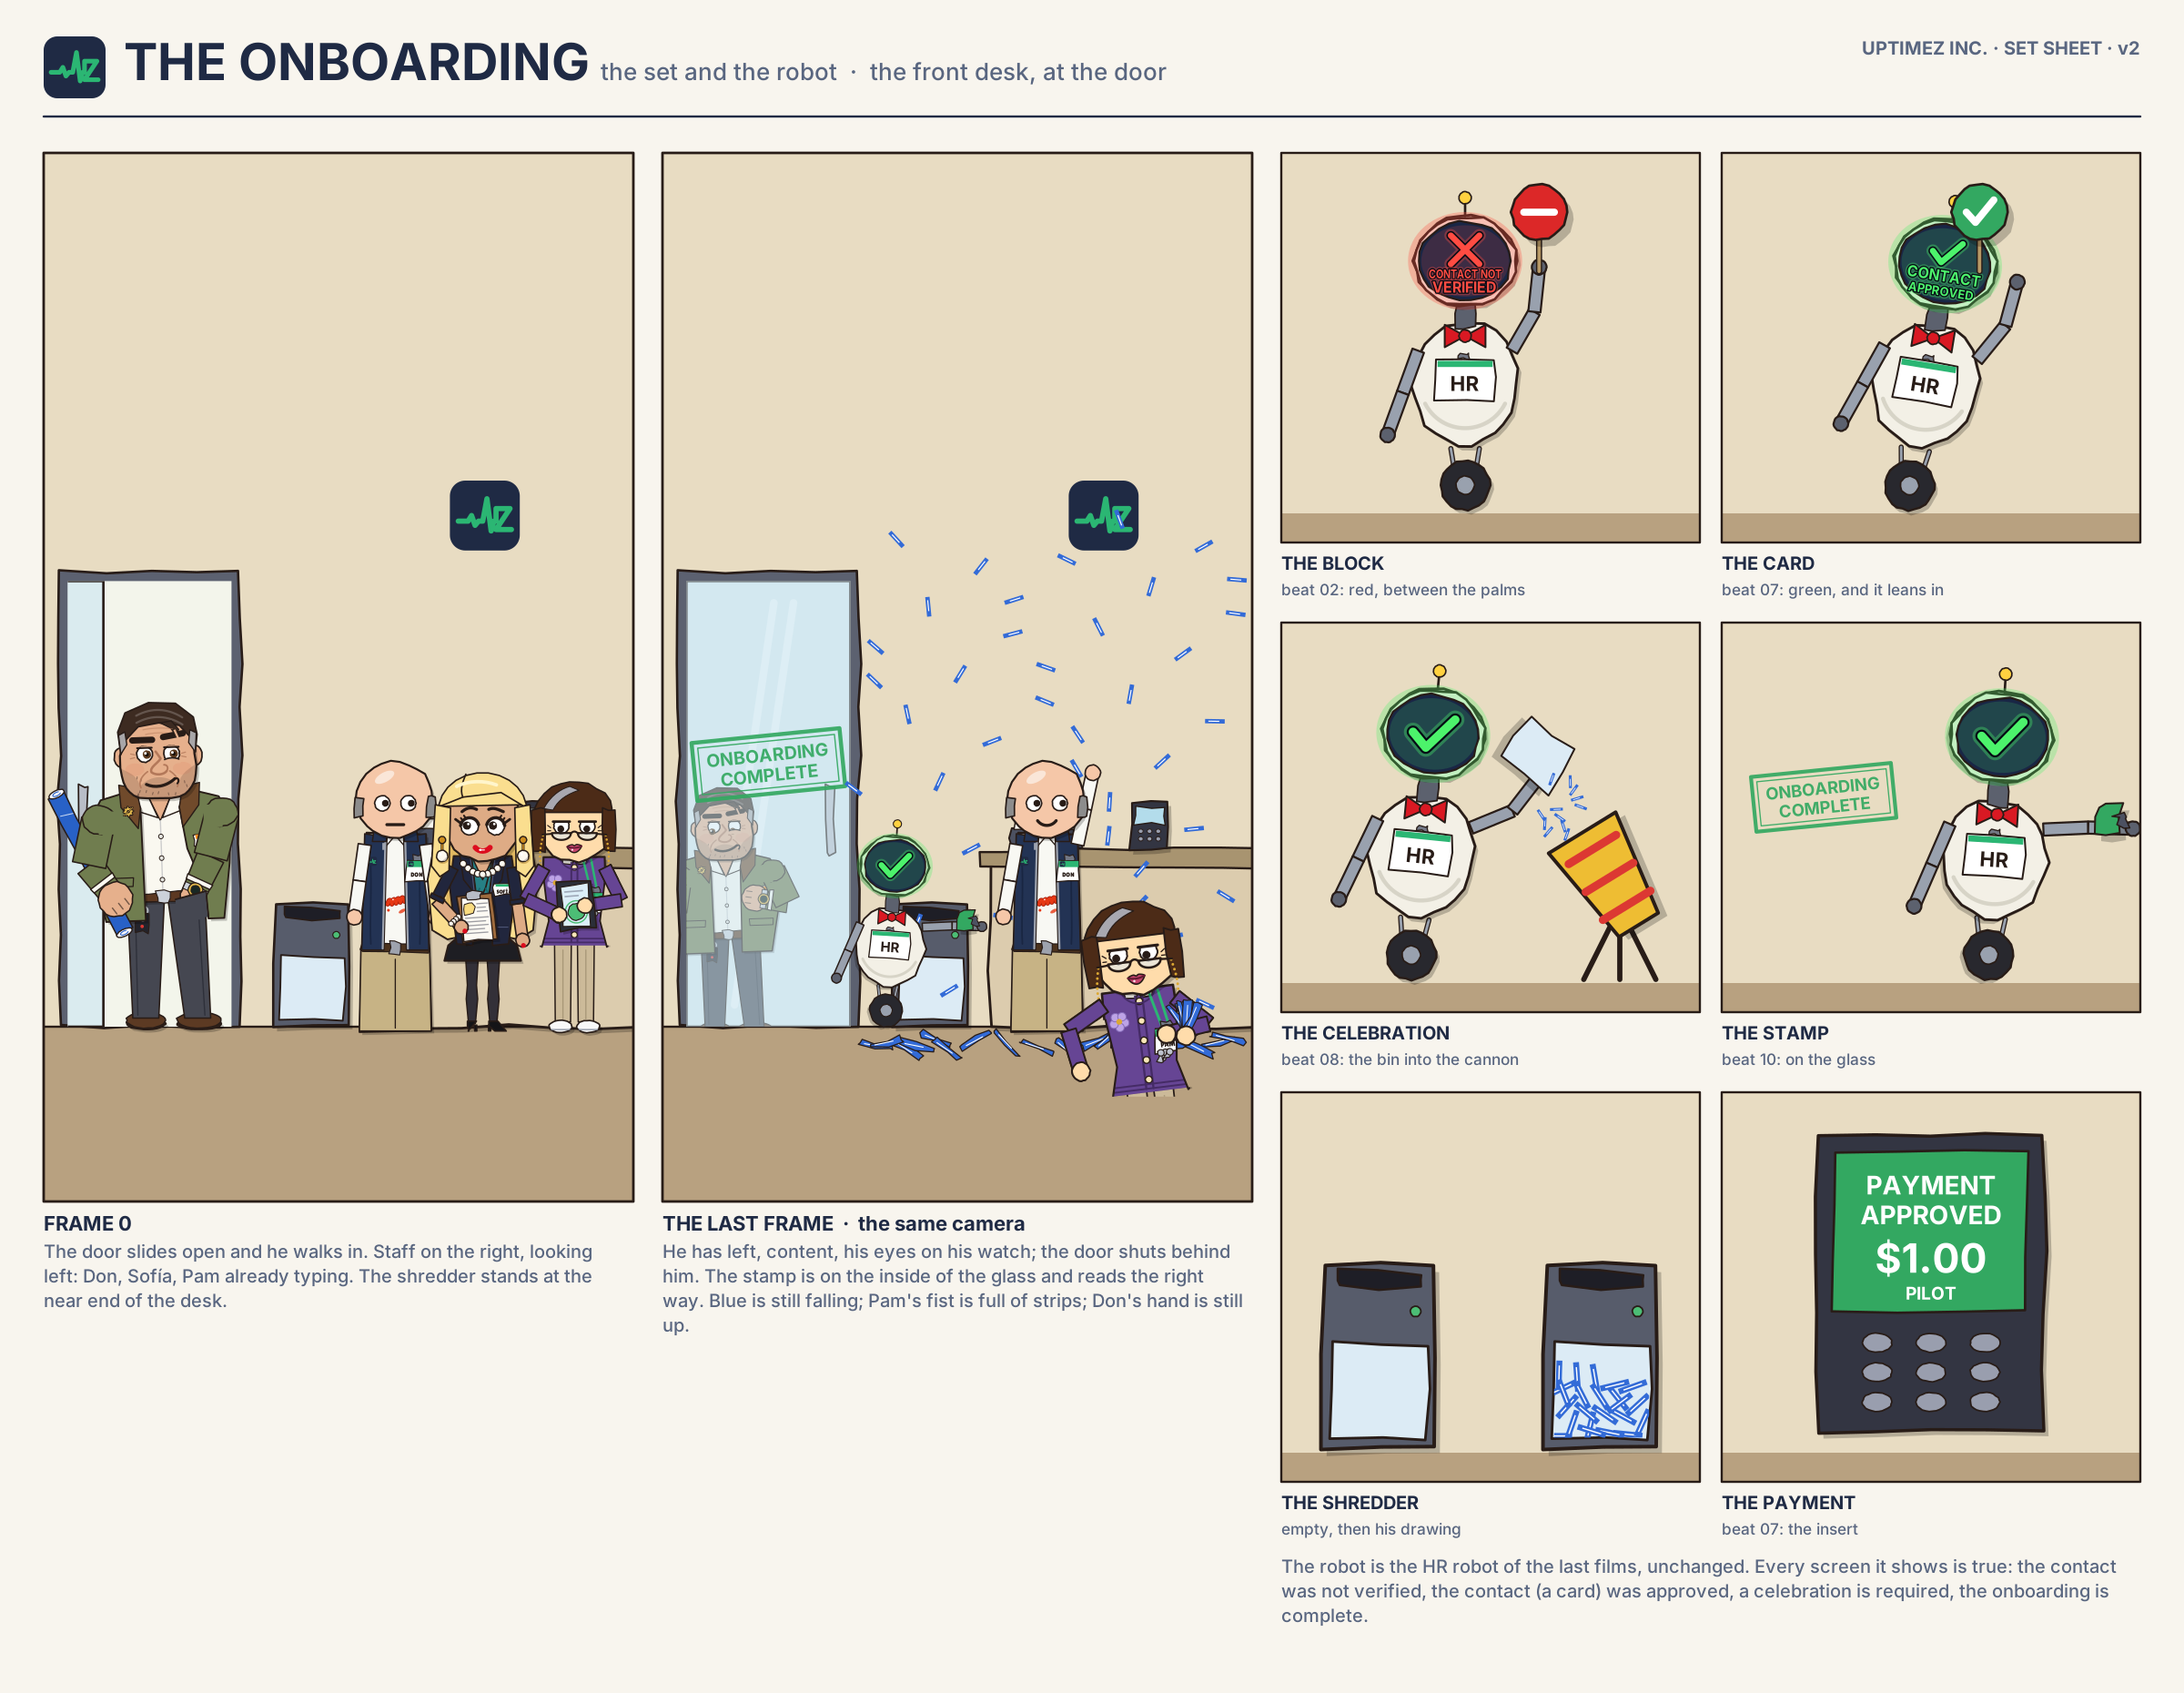 THE ONBOARDING the set and the robot · the front desk, at the door
UPTIMEZ INC. · SET SHEET · v2
DON
SOFÍ
FRAME 0
The door slides open and he walks in. Staff on the right, looking
left: Don, Sofía, Pam already typing. The shredder stands at the
near end of the desk.
ONBOARDING
COMPLETE
HR
DON
PAM
THE LAST FRAME · the same camera
He has left, content, his eyes on his watch; the door shuts behind
him. The stamp is on the inside of the glass and reads the right
way. Blue is still falling; Pam's fist is full of strips; Don's hand is still
up.
CONTACT NOT
VERIFIED
HR
THE BLOCK
beat 02: red, between the palms
CONTACT
APPROVED
HR
THE CARD
beat 07: green, and it leans in
HR
THE CELEBRATION
beat 08: the bin into the cannon
ONBOARDING
COMPLETE
HR
THE STAMP
beat 10: on the glass
THE SHREDDER
empty, then his drawing
PAYMENT
APPROVED
$1.00
PILOT
THE PAYMENT
beat 07: the insert
The robot is the HR robot of the last films, unchanged. Every screen it shows is true: the contact
was not verified, the contact (a card) was approved, a celebration is required, the onboarding is
complete.